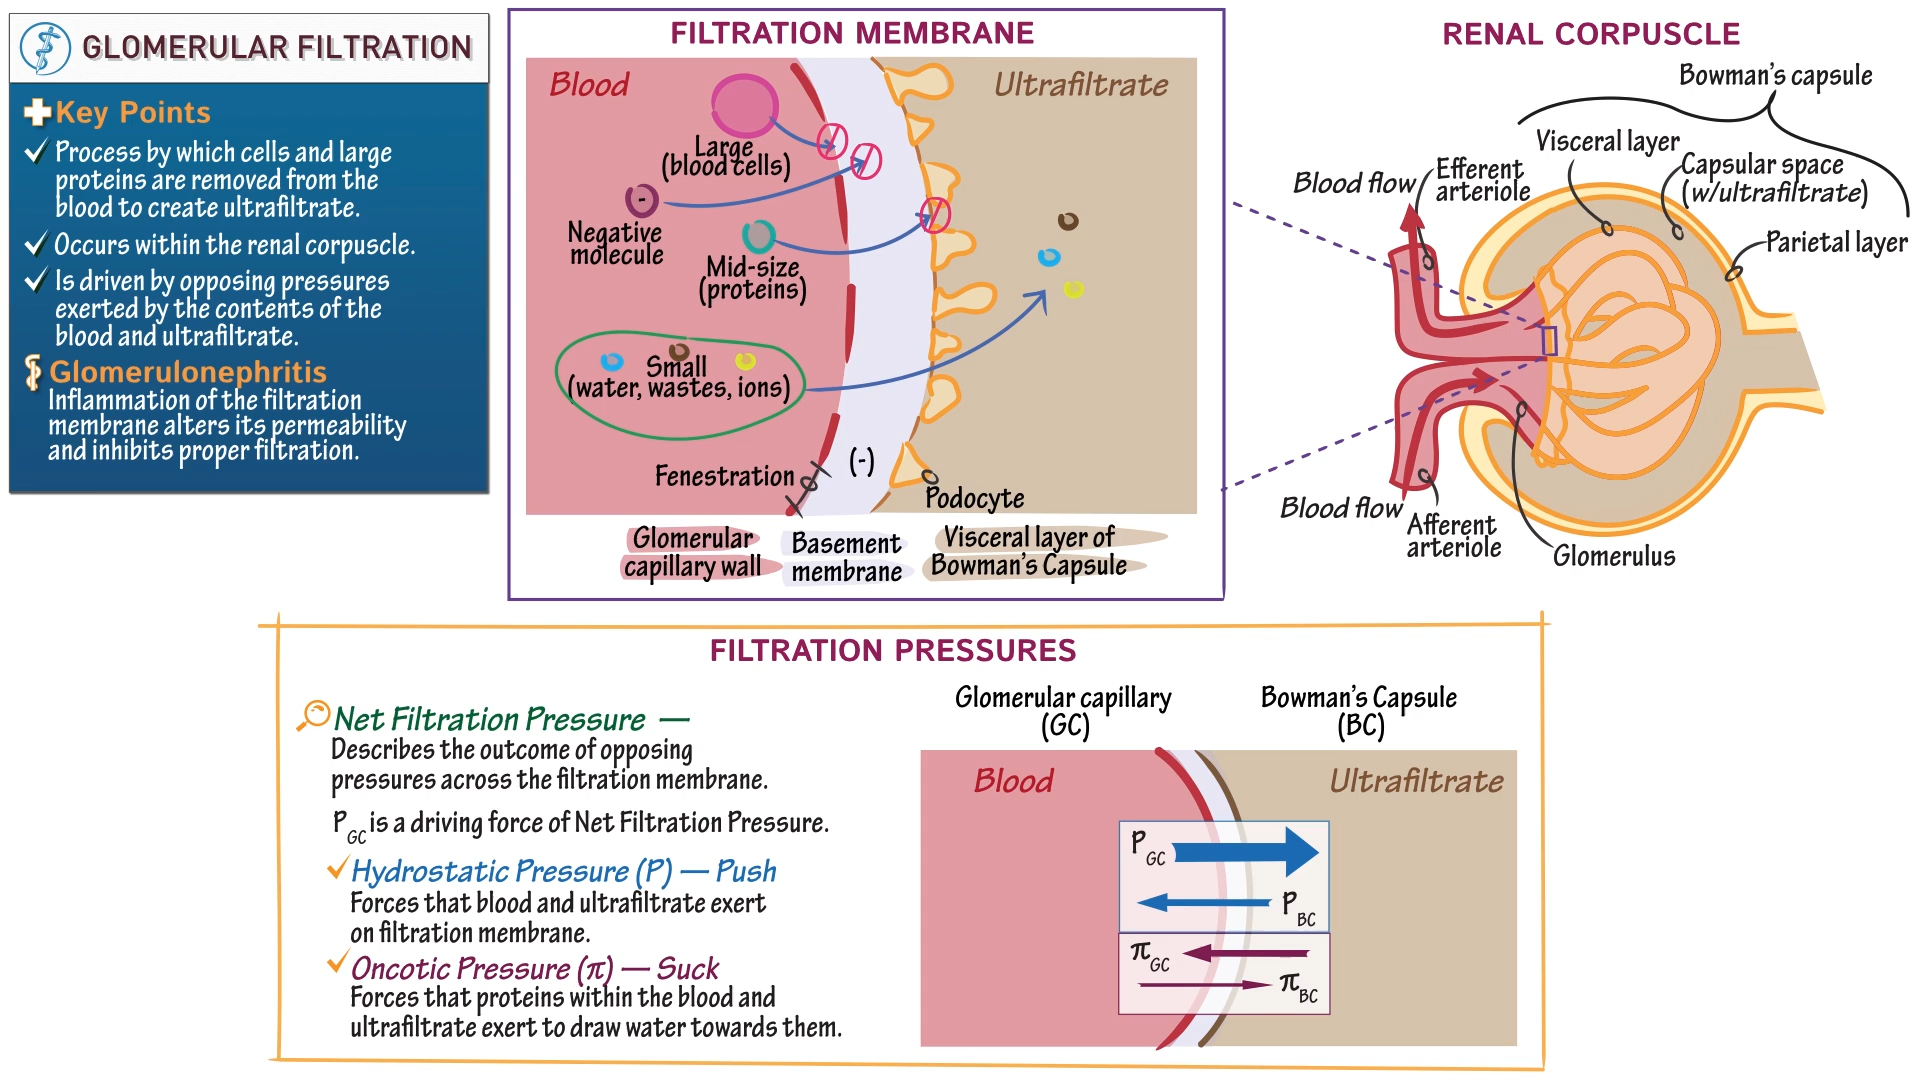 GLOMERULAR FILTRATION
Key Points
Process by which cells and large
proteins are removed from the
blood to create ultrafiltrate.
Occurs within the renal corpuscle.
Is driven by opposing pressures
exerted by the contents of the
blood and ultrafiltrate.
Glomerulonephritis
Inflammation of the filtration
membrane alters its permeability
and inhibits proper filtration.
FILTRATION MEMBRANE
Blood
Ultrafiltrate
Large
(blood cells)
-
Negative
molecule
Mid-size
(proteins)
Small
(water, wastes, ions)
Fenestration
(-)
Podocyte
Glomerular
capillary wall
Basement
membrane
Visceral layer of
Bowman's Capsule
RENAL CORPUSCLE
Bowman's capsule
Visceral layer
Capsular space
(w/ultrafiltrate)
Efferent
arteriole
Blood flow
Parietal layer
Blood flow
Afferent
arteriole
Glomerulus
FILTRATION PRESSURES
Net Filtration Pressure —
Describes the outcome of opposing
pressures across the filtration membrane.
PGC is a driving force of Net Filtration Pressure.
Hydrostatic Pressure (P) — Push
Forces that blood and ultrafiltrate exert
on filtration membrane.
Oncotic Pressure (π) — Suck
Forces that proteins within the blood and
ultrafiltrate exert to draw water towards them.
Glomerular capillary
(GC)
Bowman's Capsule
(BC)
Blood
Ultrafiltrate
PGC
PBC
πGC
πBC